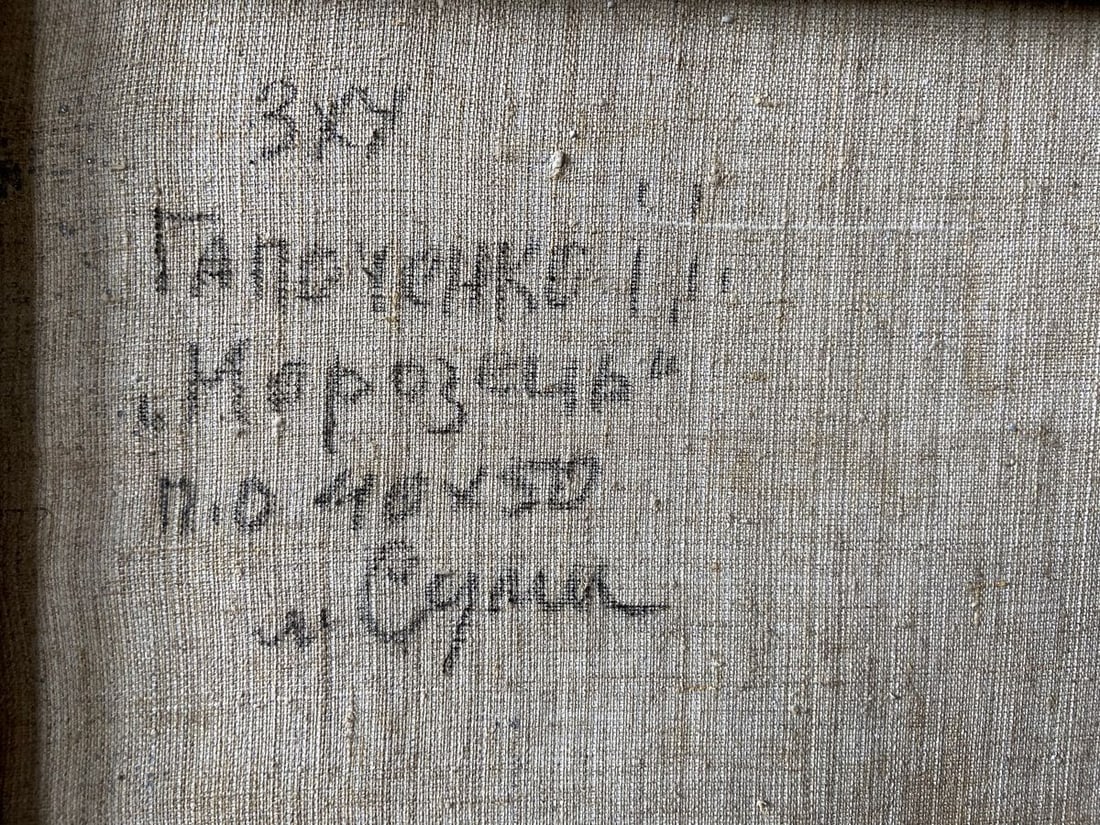 ЗХУ
Гапоченко І.І.
„Морозець“
п.о 40х50
м Суми